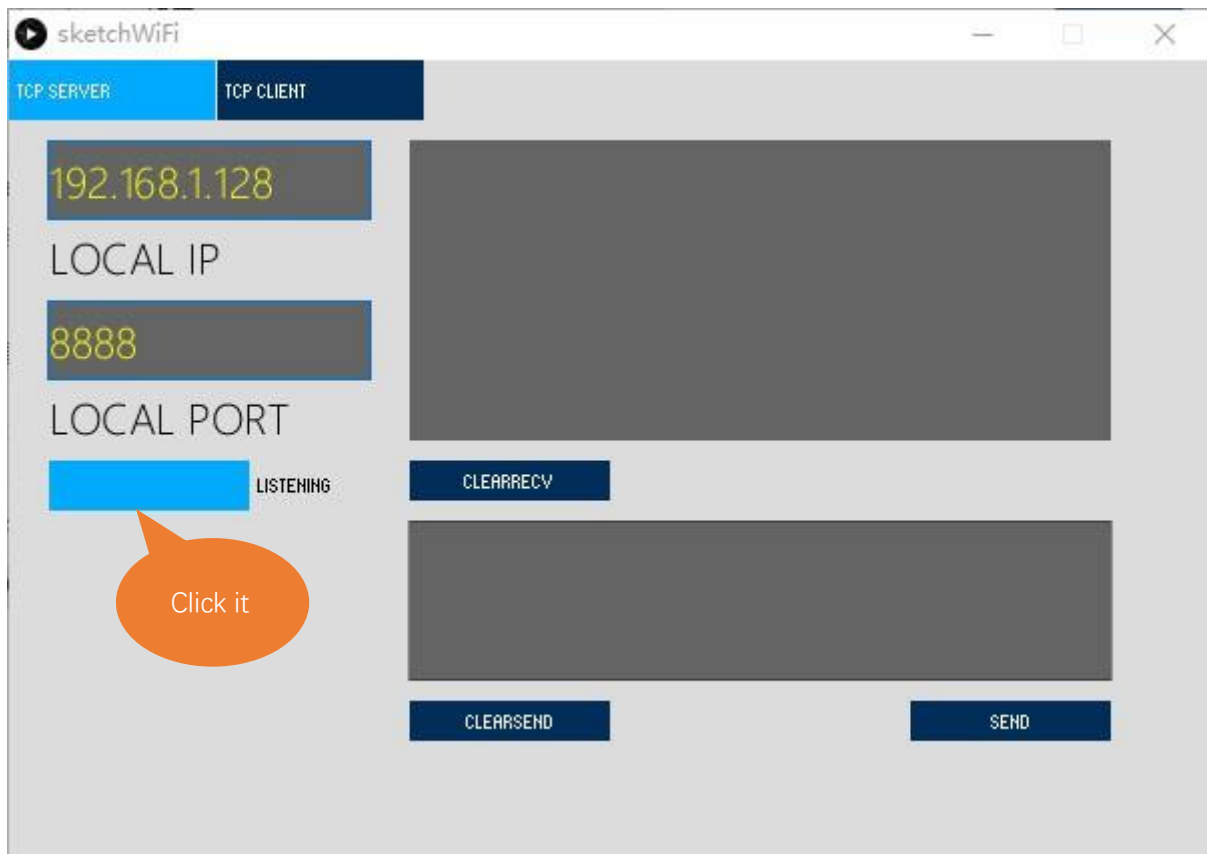 sketchWiFi
TCP SERVER
TCP CLIENT
192.168.1.128
LOCAL IP
8888
LOCAL PORT
LISTENING
Click it
CLEARRECV
CLEARSEND
SEND